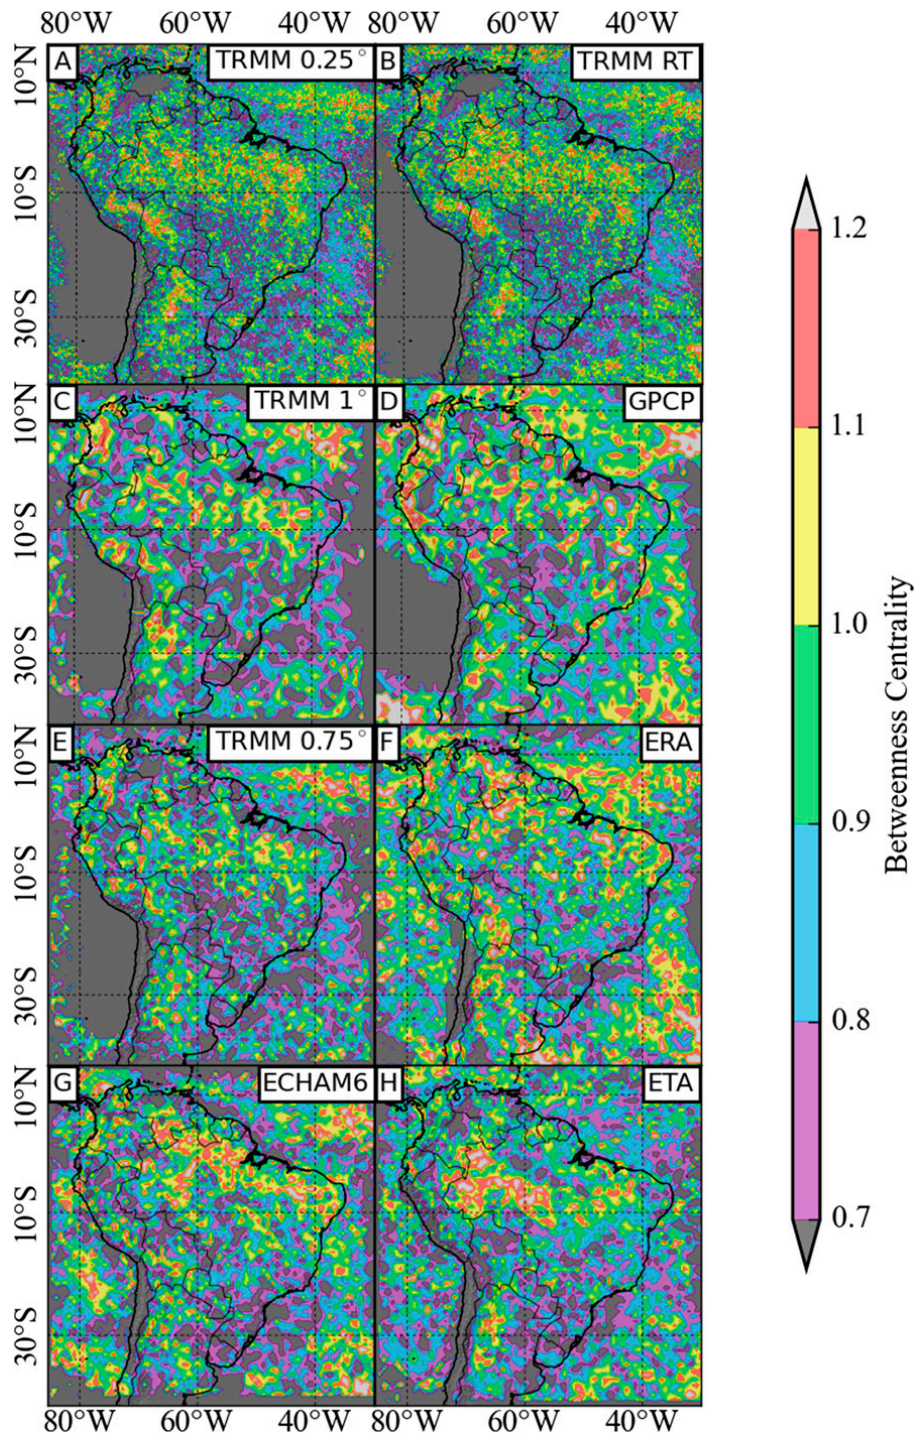 80°W 60°W 40°W 80°W 60°W 40°W
A TRMM 0.25° B TRMM RT
10°N
10°S
30°S
C TRMM 1° D GPCP
10°N
10°S
30°S
E TRMM 0.75° F ERA
10°N
10°S
30°S
G ECHAM6 H ETA
10°N
10°S
30°S
80°W 60°W 40°W 80°W 60°W 40°W
1.2
1.1
1.0
0.9
0.8
0.7
Betweenness Centrality